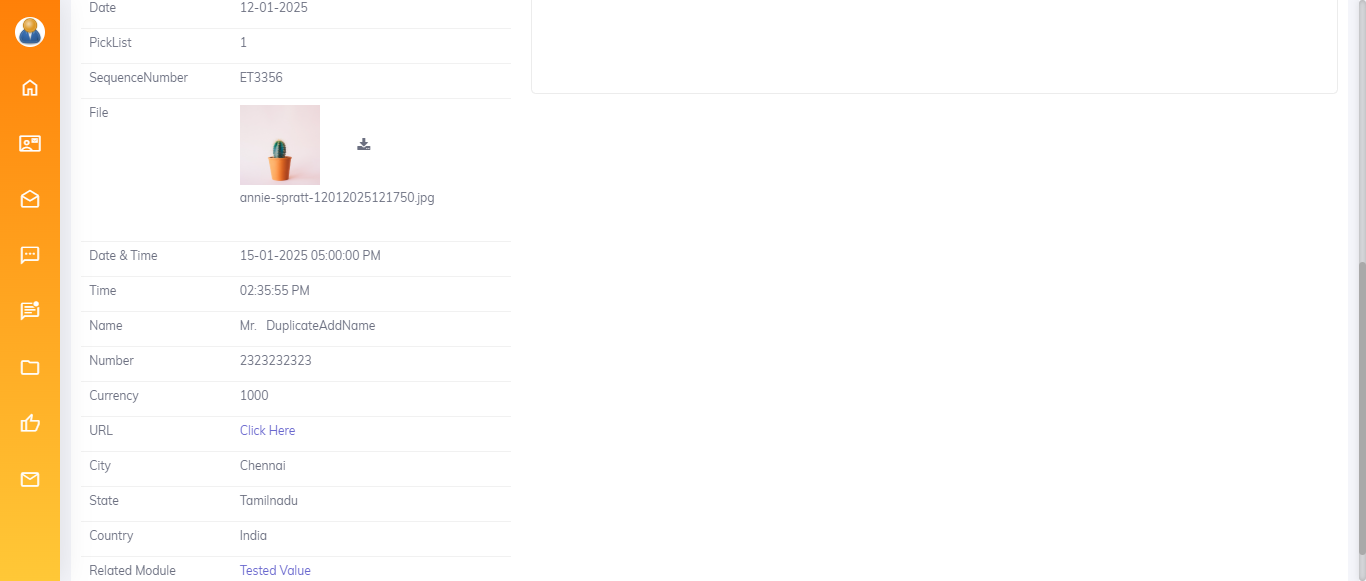 Date 12-01-2025
PickList 1
SequenceNumber ET3356
File
annie-spratt-12012025121750.jpg
Date & Time 15-01-2025 05:00:00 PM
Time 02:35:55 PM
Name Mr. DuplicateAddName
Number 2323232323
Currency 1000
URL Click Here
City Chennai
State Tamilnadu
Country India
Related Module Tested Value